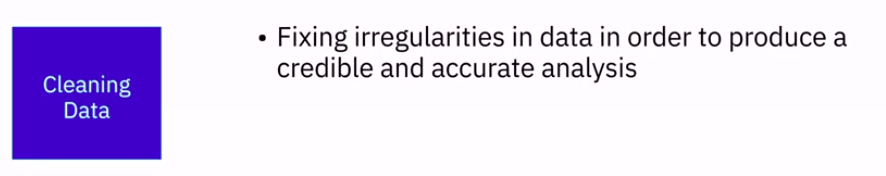 Cleaning
Data
• Fixing irregularities in data in order to produce a
credible and accurate analysis